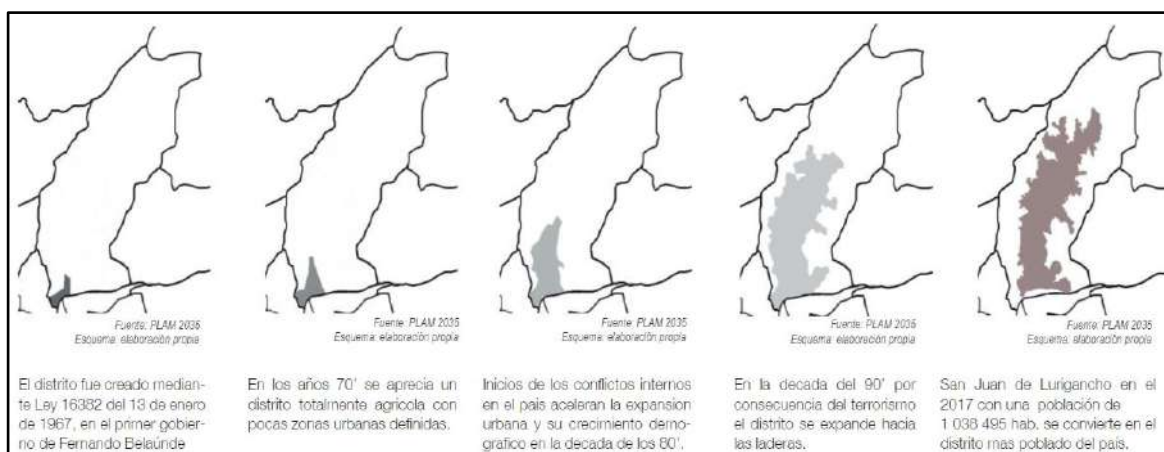 Fuente: PLAM 2035
Esquema: elaboración propia
El distrito fue creado median-
te Ley 16382 del 13 de enero
de 1967, en el primer gobier-
no de Fernando Belaúnde
Fuente: PLAM 2035
Esquema: elaboración propia
En los años 70' se aprecia un
distrito totalmente agricola con
pocas zonas urbanas definidas.
Fuente: PLAM 2035
Esquema: elaboración propia
Inicios de los conflictos internos
en el pais aceleran la expansion
urbana y su crecimiento demo-
grafico en la decada de los 80'.
Fuente: PLAM 2035
Esquema: elaboración propia
En la decada del 90' por
consecuencia del terrorismo
el distrito se expande hacia
las laderas.
Fuente: PLAM 2035
Esquema: elaboración propia
San Juan de Lurigancho en el
2017 con una población de
1 038 495 hab. se convierte en el
distrito mas poblado del país.